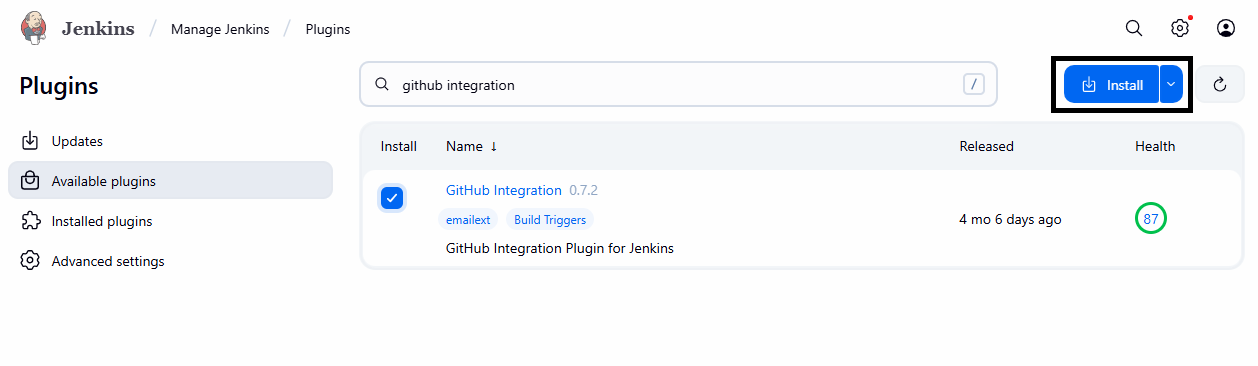 Jenkins / Manage Jenkins / Plugins
Plugins
github integration /
Install
Updates
Available plugins
Installed plugins
Advanced settings
Install Name ↓ Released Health
GitHub Integration 0.7.2
emailext Build Triggers
GitHub Integration Plugin for Jenkins
4 mo 6 days ago
87